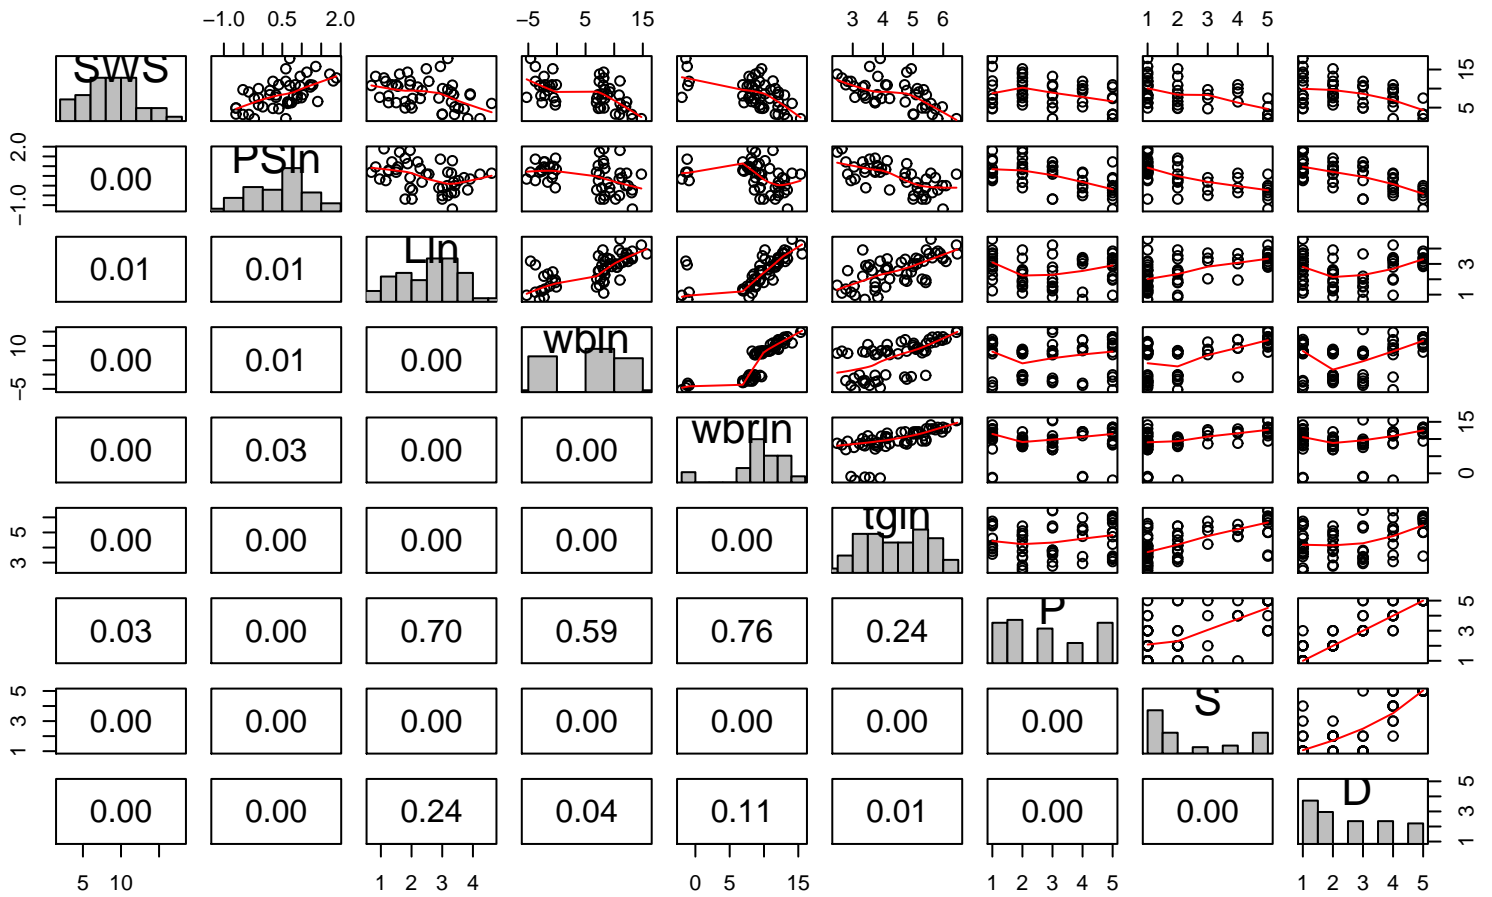 −1.0 0.5 2.0 −5 5 15 3 4 5 6 1 2 3 4 5
SWS 5 15
−1.0 2.0 0.00 PSln
0.01 0.01 Lln 1 3
−5 10 0.00 0.01 0.00 wbln
0.00 0.03 0.00 0.00 wbrln 0 15
3 5 0.00 0.00 0.00 0.00 0.00 tgln
0.03 0.00 0.70 0.59 0.76 0.24 P 1 3 5
1 3 5 0.00 0.00 0.00 0.00 0.00 0.00 0.00 S
0.00 0.00 0.24 0.04 0.11 0.01 0.00 0.00 D 1 3 5
5 10 1 2 3 4 0 5 15 1 2 3 4 5 1 2 3 4 5